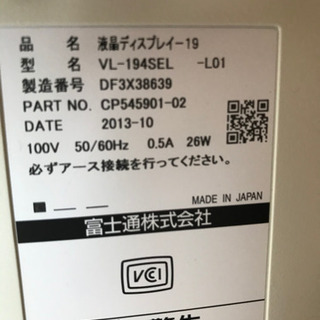 品 名 液晶ディスプレイ－19
型 名 VL-194SEL -L01
製造番号 DF3X38639
PART NO. CP545901-02
DATE 2013-10
100V 50/60Hz 0.5A 26W
必ずアース接続を行ってください。
MADE IN JAPAN
富士通株式会社
VCCI